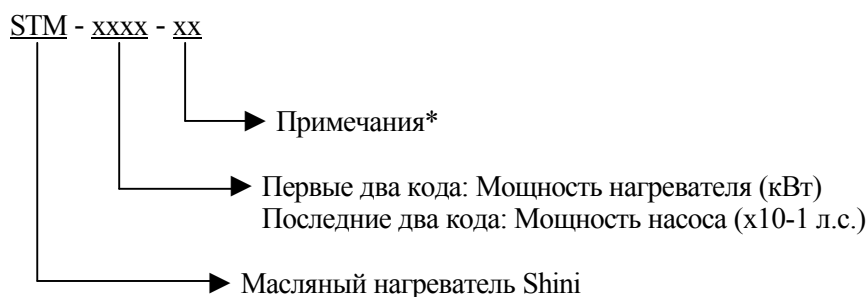 STM - xxxx - xx
Примечания*
Первые два кода: Мощность нагревателя (кВт)
Последние два кода: Мощность насоса (x10-1 л.с.)
Масляный нагреватель Shini